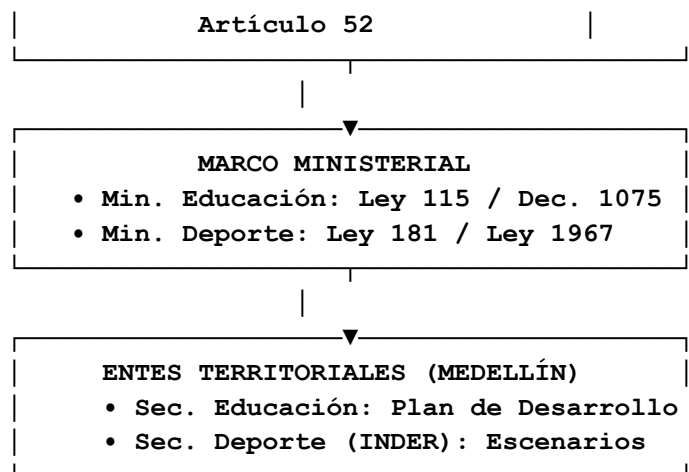 Artículo 52
MARCO MINISTERIAL
• Min. Educación: Ley 115 / Dec. 1075
• Min. Deporte: Ley 181 / Ley 1967
ENTES TERRITORIALES (MEDELLÍN)
• Sec. Educación: Plan de Desarrollo
• Sec. Deporte (INDER): Escenarios